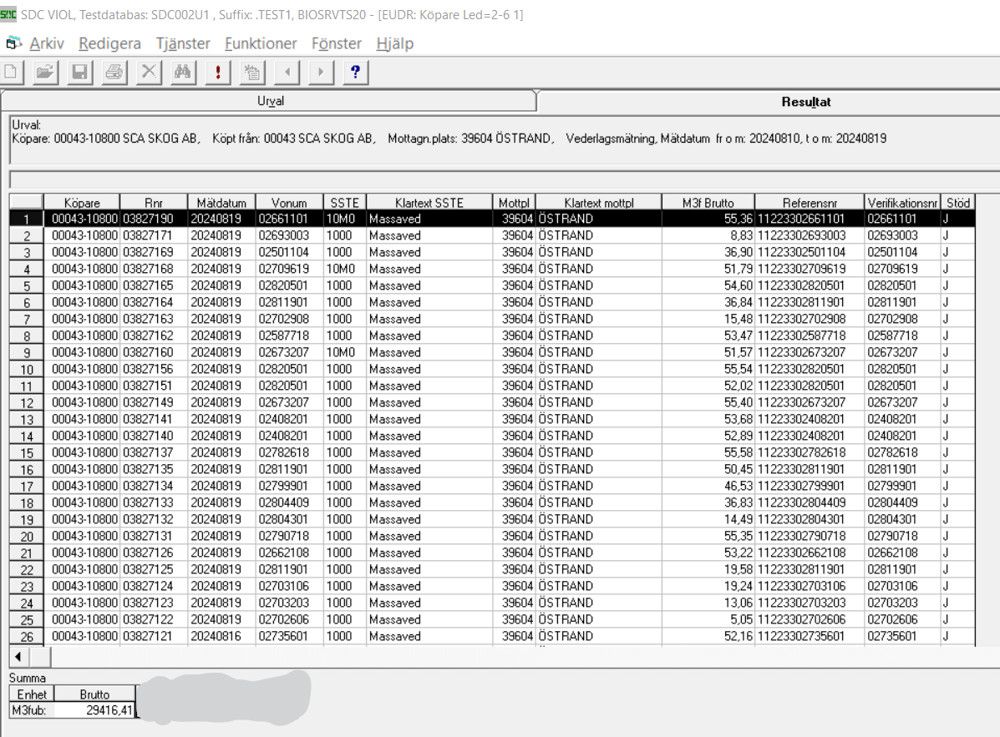 SDC VIOL, Testdatabas: SDC002U1 , Suffix: .TEST1, BIOSRVTS20 - [EUDR: Köpare Led=2-6 1]
Arkiv Redigera Tjänster Funktioner Fönster Hjälp
Urval Resultat
Urval:
Köpare: 00043-10800 SCA SKOG AB, Köpt från: 00043 SCA SKOG AB, Mottagn.plats: 39604 ÖSTRAND, Vederlagsmätning, Mätdatum fr o m: 20240810, t o m: 20240819
Köpare Rnr Mätdatum Vonum SSTE Klartext SSTE Mottpl Klartext mottpl M3f Brutto Referensnr Verifikationsnr Stöd
1 00043-10800 03827190 20240819 02661101 10M0 Massaved 39604 ÖSTRAND 55,36 11223302661101 02661101 J
2 00043-10800 03827171 20240819 02693003 1000 Massaved 39604 ÖSTRAND 8,83 11223302693003 02693003 J
3 00043-10800 03827169 20240819 02501104 1000 Massaved 39604 ÖSTRAND 36,90 11223302501104 02501104 J
4 00043-10800 03827168 20240819 02709619 10M0 Massaved 39604 ÖSTRAND 51,79 11223302709619 02709619 J
5 00043-10800 03827165 20240819 02820501 1000 Massaved 39604 ÖSTRAND 54,60 11223302820501 02820501 J
6 00043-10800 03827164 20240819 02811901 1000 Massaved 39604 ÖSTRAND 36,84 11223302811901 02811901 J
7 00043-10800 03827163 20240819 02702908 1000 Massaved 39604 ÖSTRAND 15,48 11223302702908 02702908 J
8 00043-10800 03827162 20240819 02587718 1000 Massaved 39604 ÖSTRAND 53,47 11223302587718 02587718 J
9 00043-10800 03827160 20240819 02673207 10M0 Massaved 39604 ÖSTRAND 51,57 11223302673207 02673207 J
10 00043-10800 03827156 20240819 02820501 1000 Massaved 39604 ÖSTRAND 55,54 11223302820501 02820501 J
11 00043-10800 03827151 20240819 02820501 1000 Massaved 39604 ÖSTRAND 52,02 11223302820501 02820501 J
12 00043-10800 03827149 20240819 02673207 1000 Massaved 39604 ÖSTRAND 55,40 11223302673207 02673207 J
13 00043-10800 03827141 20240819 02408201 1000 Massaved 39604 ÖSTRAND 53,68 11223302408201 02408201 J
14 00043-10800 03827140 20240819 02408201 1000 Massaved 39604 ÖSTRAND 52,89 11223302408201 02408201 J
15 00043-10800 03827137 20240819 02782618 1000 Massaved 39604 ÖSTRAND 55,58 11223302782618 02782618 J
16 00043-10800 03827135 20240819 02811901 1000 Massaved 39604 ÖSTRAND 50,45 11223302811901 02811901 J
17 00043-10800 03827134 20240819 02799901 1000 Massaved 39604 ÖSTRAND 46,53 11223302799901 02799901 J
18 00043-10800 03827133 20240819 02804409 1000 Massaved 39604 ÖSTRAND 36,83 11223302804409 02804409 J
19 00043-10800 03827132 20240819 02804301 1000 Massaved 39604 ÖSTRAND 14,49 11223302804301 02804301 J
20 00043-10800 03827131 20240819 02790718 1000 Massaved 39604 ÖSTRAND 55,35 11223302790718 02790718 J
21 00043-10800 03827126 20240819 02662108 1000 Massaved 39604 ÖSTRAND 53,22 11223302662108 02662108 J
22 00043-10800 03827125 20240819 02811901 1000 Massaved 39604 ÖSTRAND 19,58 11223302811901 02811901 J
23 00043-10800 03827124 20240819 02703106 1000 Massaved 39604 ÖSTRAND 19,24 11223302703106 02703106 J
24 00043-10800 03827123 20240819 02703203 1000 Massaved 39604 ÖSTRAND 13,06 11223302703203 02703203 J
25 00043-10800 03827122 20240819 02702606 1000 Massaved 39604 ÖSTRAND 5,05 11223302702606 02702606 J
26 00043-10800 03827121 20240816 02735601 1000 Massaved 39604 ÖSTRAND 52,16 11223302735601 02735601 J
Summa
Enhet Brutto
M3fub: 29416,41